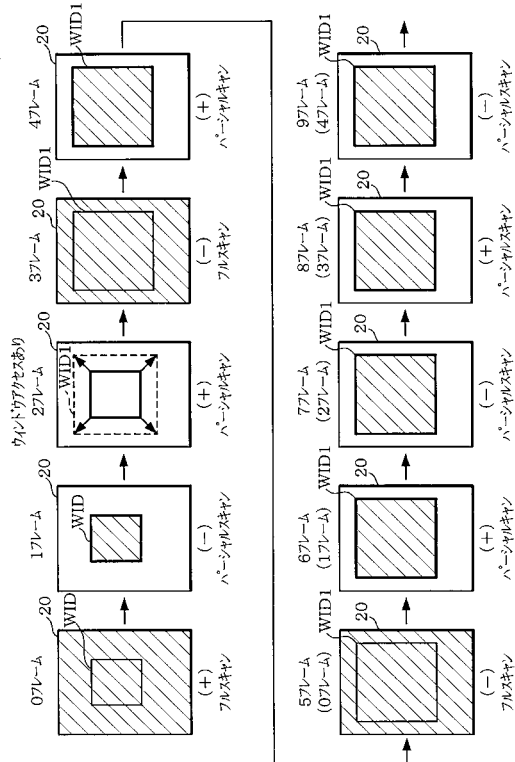 0フレーム
20
WID
(+)
フルスキャン
1フレーム
20
WID
(−)
パーシャルスキャン
ウィンドウアクセスあり
2フレーム
20
WID1
(+)
パーシャルキャン
3フレーム
20
WID1
(−)
フルスキャン
4フレーム
20
WID1
(+)
パーシャルキャン
5フレーム
(0フレーム)
WID1
20
(−)
フルスキャン
6フレーム
(1フレーム)
WID1
20
(+)
パーシャルスキャン
7フレーム
(2フレーム)
WID1
20
(−)
パーシャルスキャン
8フレーム
(3フレーム)
WID1
20
(+)
パーシャルスキャン
9フレーム
(4フレーム)
WID1
20
(−)
パーシャルスキャン